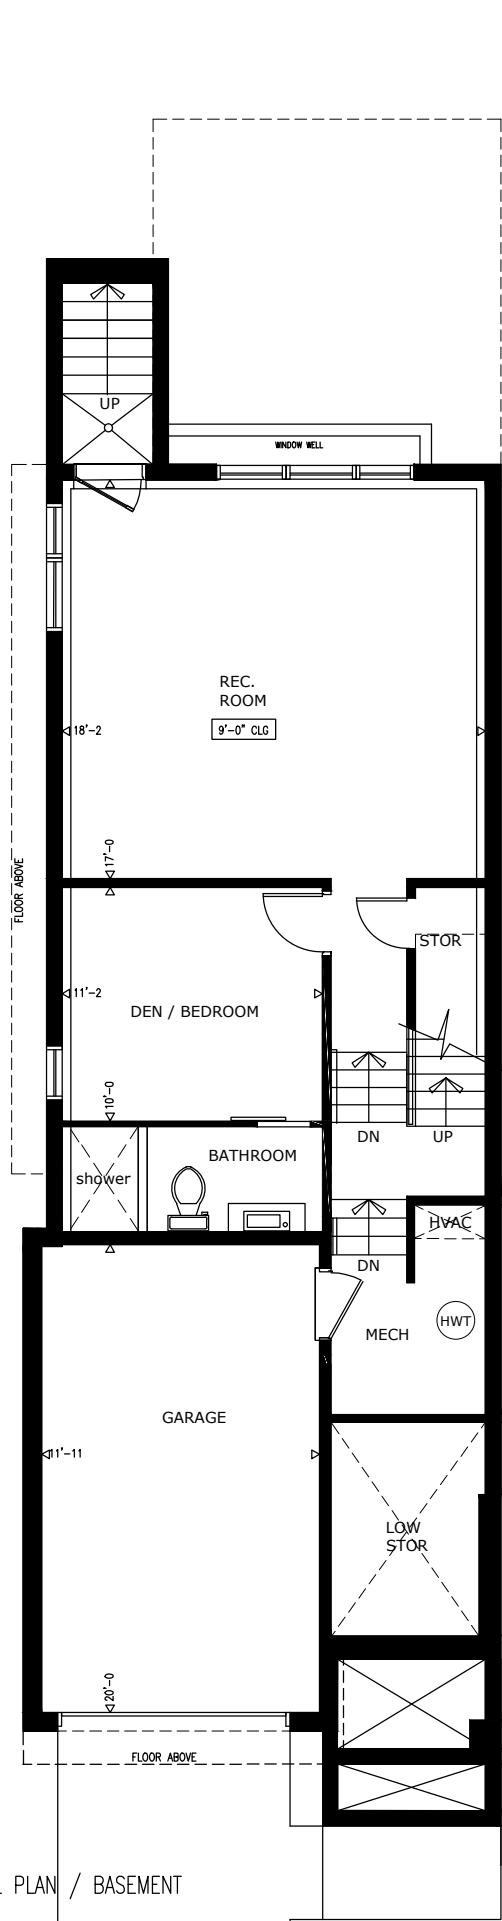 UP
WINDOW WELL
REC.
ROOM
9'-0" CLG
18'-2
17'-0
FLOOR ABOVE
STOR
11'-2
DEN / BEDROOM
10'-0
DN
UP
BATHROOM
shower
HVAC
DN
HWT
MECH
GARAGE
11'-11
LOW
STOR
20'-0
FLOOR ABOVE
PLAN / BASEMENT